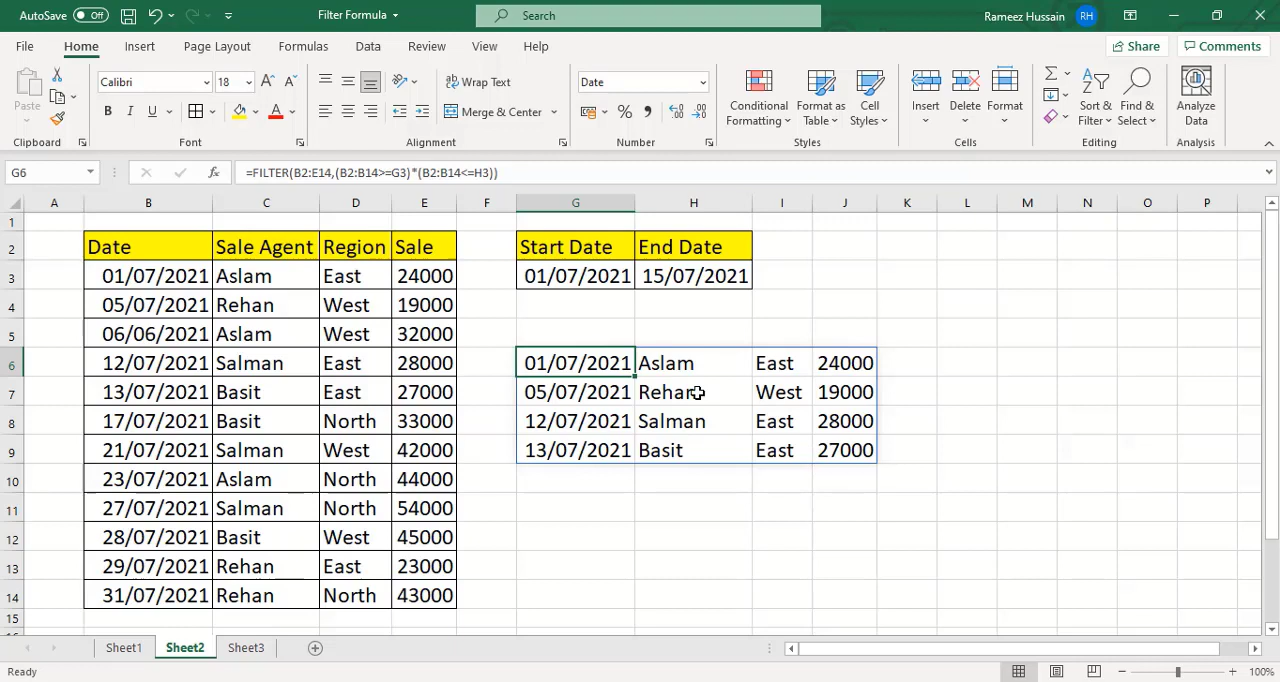 AutoSave Off Filter Formula Search Rameez Hussain RH
File Home Insert Page Layout Formulas Data Review View Help Share Comments
Paste Calibri 18 Wrap Text Date Conditional Formatting Format as Table Cell Styles Insert Delete Format Sort & Filter Find & Select Analyze Data
B I U A Merge & Center
Clipboard Font Alignment Number Styles Cells Editing Analysis
G6 fx =FILTER(B2:E14,(B2:B14>=G3)*(B2:B14<=H3))
A B C D E F G H I J K L M N O P
1
2 Date Sale Agent Region Sale Start Date End Date
3 01/07/2021 Aslam East 24000 01/07/2021 15/07/2021
4 05/07/2021 Rehan West 19000
5 06/06/2021 Aslam West 32000
6 12/07/2021 Salman East 28000 01/07/2021 Aslam East 24000
7 13/07/2021 Basit East 27000 05/07/2021 Rehan West 19000
8 17/07/2021 Basit North 33000 12/07/2021 Salman East 28000
9 21/07/2021 Salman West 42000 13/07/2021 Basit East 27000
10 23/07/2021 Aslam North 44000
11 27/07/2021 Salman North 54000
12 28/07/2021 Basit West 45000
13 29/07/2021 Rehan East 23000
14 31/07/2021 Rehan North 43000
15
Sheet1 Sheet2 Sheet3
Ready 100%